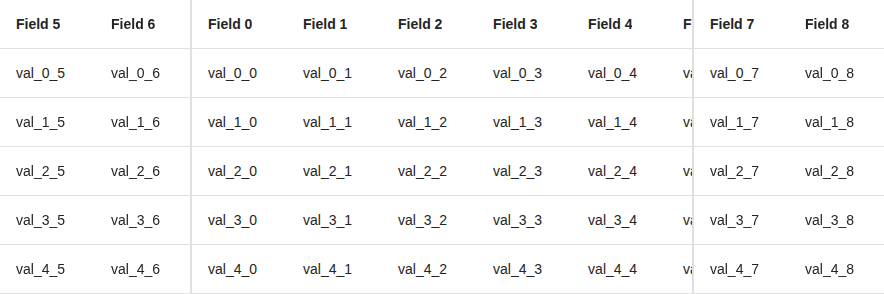 Field 5 Field 6 Field 0 Field 1 Field 2 Field 3 Field 4 Field 7 Field 8
val_0_5 val_0_6 val_0_0 val_0_1 val_0_2 val_0_3 val_0_4 val_0_7 val_0_8
val_1_5 val_1_6 val_1_0 val_1_1 val_1_2 val_1_3 val_1_4 val_1_7 val_1_8
val_2_5 val_2_6 val_2_0 val_2_1 val_2_2 val_2_3 val_2_4 val_2_7 val_2_8
val_3_5 val_3_6 val_3_0 val_3_1 val_3_2 val_3_3 val_3_4 val_3_7 val_3_8
val_4_5 val_4_6 val_4_0 val_4_1 val_4_2 val_4_3 val_4_4 val_4_7 val_4_8